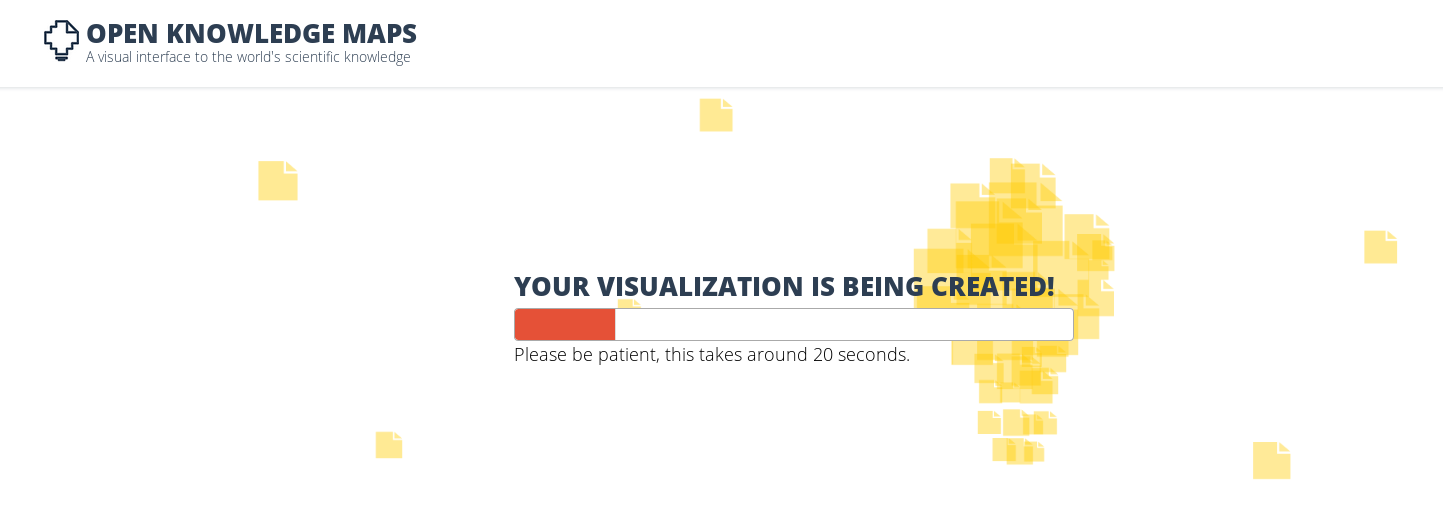 OPEN KNOWLEDGE MAPS
A visual interface to the world's scientific knowledge
YOUR VISUALIZATION IS BEING CREATED!
Please be patient, this takes around 20 seconds.